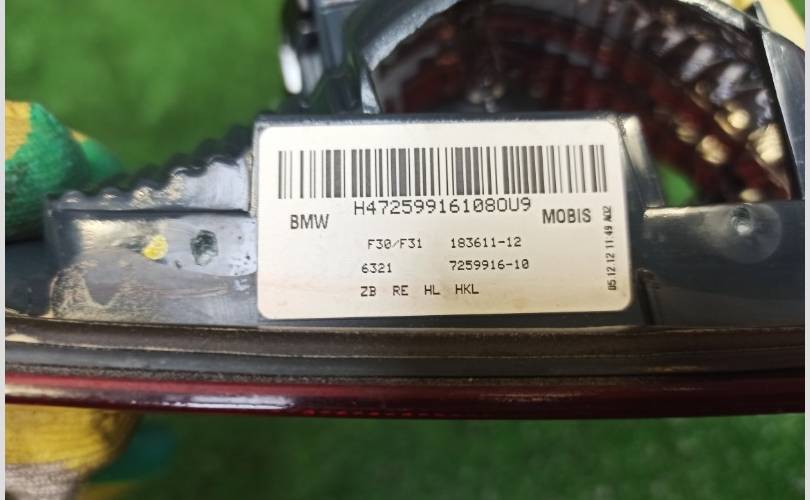 H47259916108OU9
BMW MOBIS
F30/F31 183611-12
6321 7259916-10
ZB RE HL HKL
05 12 12 11 49 A02